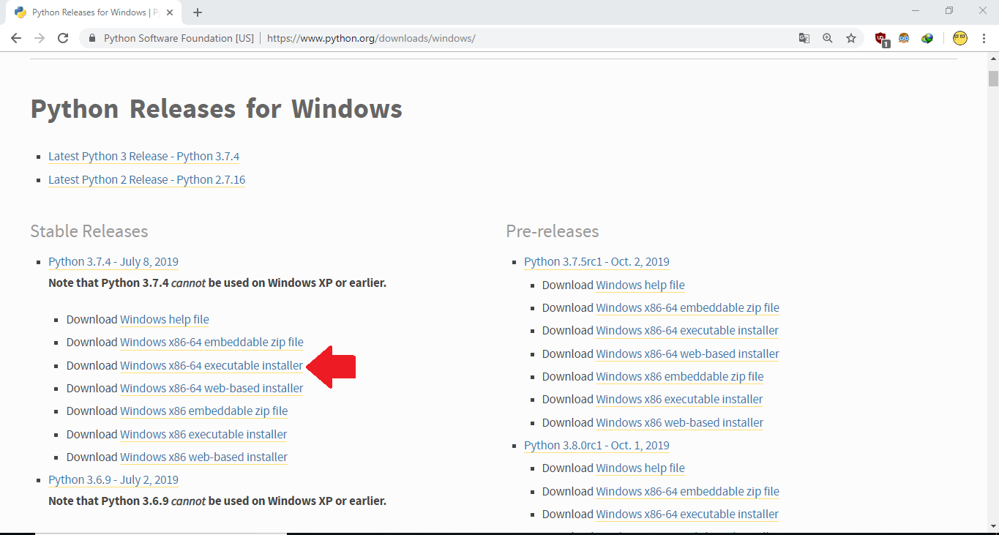 Python Releases for Windows | Py
Python Software Foundation [US] | https://www.python.org/downloads/windows/
1
Python Releases for Windows
Latest Python 3 Release - Python 3.7.4
Latest Python 2 Release - Python 2.7.16
Stable Releases
Python 3.7.4 - July 8, 2019
Note that Python 3.7.4 cannot be used on Windows XP or earlier.
Download Windows help file
Download Windows x86-64 embeddable zip file
Download Windows x86-64 executable installer
Download Windows x86-64 web-based installer
Download Windows x86 embeddable zip file
Download Windows x86 executable installer
Download Windows x86 web-based installer
Python 3.6.9 - July 2, 2019
Note that Python 3.6.9 cannot be used on Windows XP or earlier.
Pre-releases
Python 3.7.5rc1 - Oct. 2, 2019
Download Windows help file
Download Windows x86-64 embeddable zip file
Download Windows x86-64 executable installer
Download Windows x86-64 web-based installer
Download Windows x86 embeddable zip file
Download Windows x86 executable installer
Download Windows x86 web-based installer
Python 3.8.0rc1 - Oct. 1, 2019
Download Windows help file
Download Windows x86-64 embeddable zip file
Download Windows x86-64 executable installer